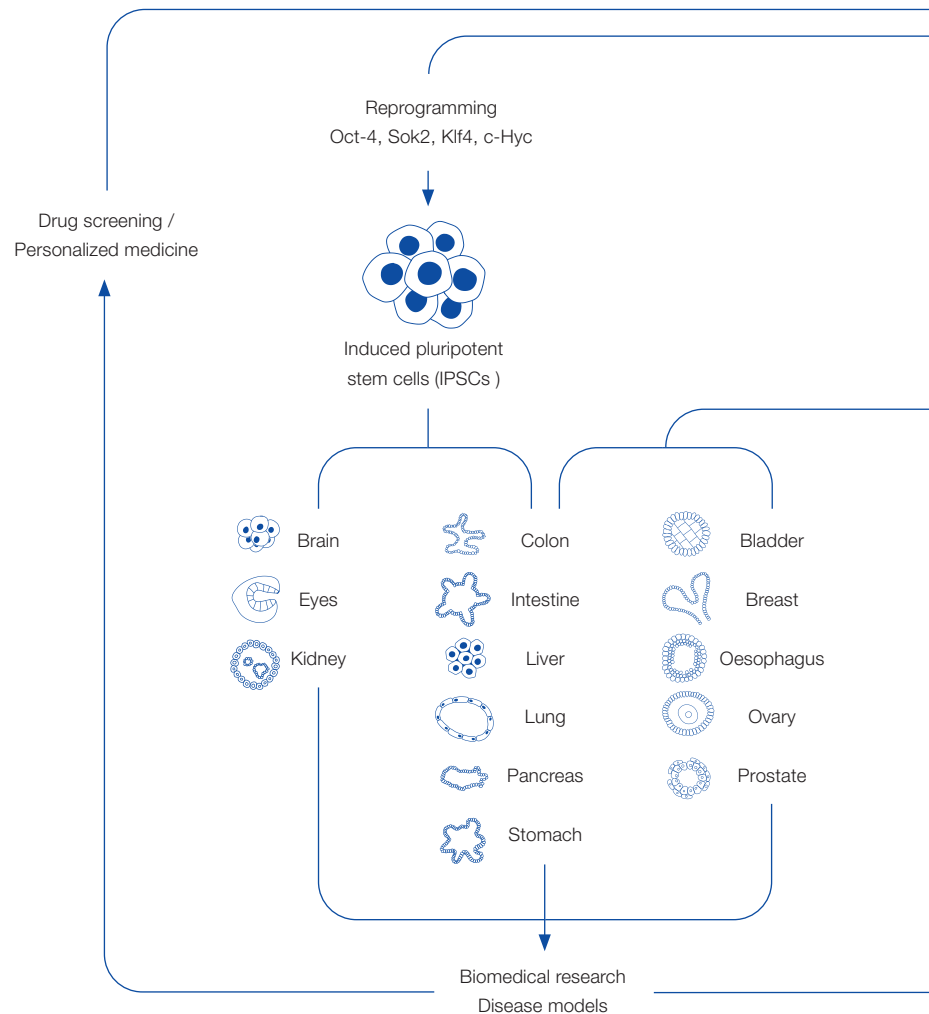 Reprogramming
Oct-4, Sok2, Klf4, c-Hyc
Drug screening /
Personalized medicine
Induced pluripotent
stem cells (IPSCs )
Brain
Colon
Bladder
Eyes
Intestine
Breast
Kidney
Liver
Oesophagus
Lung
Ovary
Pancreas
Prostate
Stomach
Biomedical research
Disease models